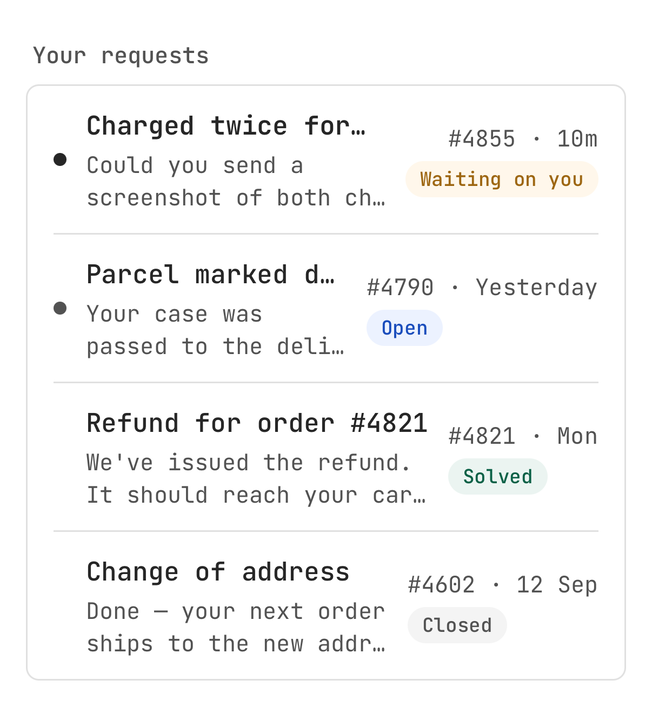 Your requests
Charged twice for…
#4855 · 10m
Could you send a
screenshot of both ch…
Waiting on you
Parcel marked d…
#4790 · Yesterday
Your case was
passed to the deli…
Open
Refund for order #4821
#4821 · Mon
We've issued the refund.
It should reach your car…
Solved
Change of address
#4602 · 12 Sep
Done — your next order
ships to the new addr…
Closed